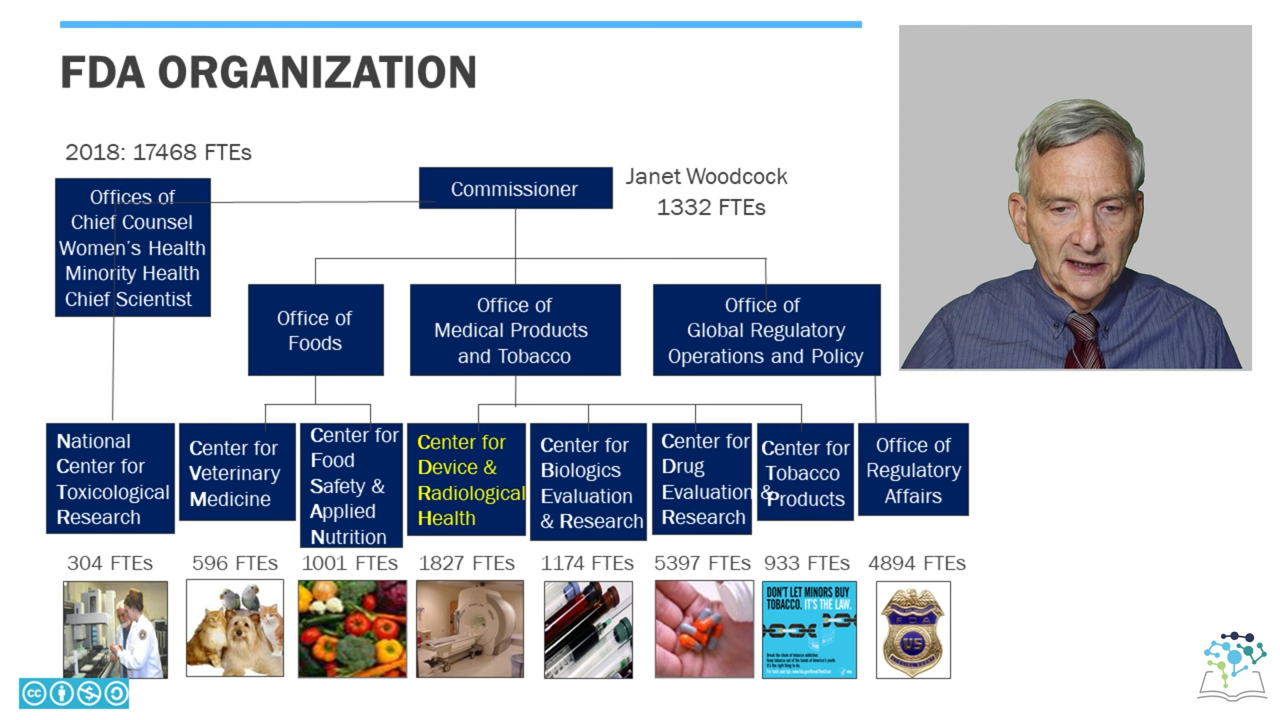 FDA ORGANIZATION
2018: 17468 FTEs
Offices of
Chief Counsel
Women's Health
Minority Health
Chief Scientist
Commissioner
Janet Woodcock
1332 FTEs
Office of
Foods
Office of
Medical Products
and Tobacco
Office of
Global Regulatory
Operations and Policy
National
Center for
Toxicological
Research
Center for
Veterinary
Medicine
Center for
Food
Safety &
Applied
Nutrition
Center for
Device &
Radiological
Health
Center for
Biologics
Evaluation
& Research
Center for
Drug
Evaluation &
Research
Center for
Tobacco
Products
Office of
Regulatory
Affairs
304 FTEs
596 FTEs
1001 FTEs
1827 FTEs
1174 FTEs
5397 FTEs
933 FTEs
4894 FTEs
DON'T LET MINORS BUY
TOBACCO. IT'S THE LAW.
FDA
US
cc